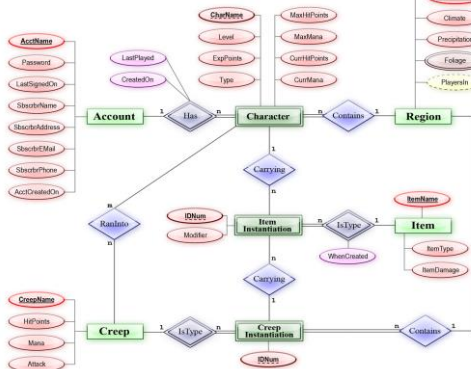 CharName
MaxHitPoints
Climate
AcctName
Level
MaxMana
Precipitation
Password
LastPlayed
ExpPoints
CurrHitPoints
Foliage
LastSignedOn
CreatedOn
Type
CurrMana
PlayersIn
SbscrbrName
Account
1
Has
n
Character
n
Contains
1
Region
SbscrbrAddress
SbscrbrEMail
SbscrbrPhone
AcctCreatedOn
m
1
Carrying
n
ItemName
IDNum
RanInto
Item
Instantiation
n
IsType
1
Item
Modifier
n
n
WhenCreated
ItemType
ItemDamage
Carrying
CreepName
1
HitPoints
Creep
1
IsType
n
Creep
Instantiation
n
Contains
1
Mana
Attack
IDNum